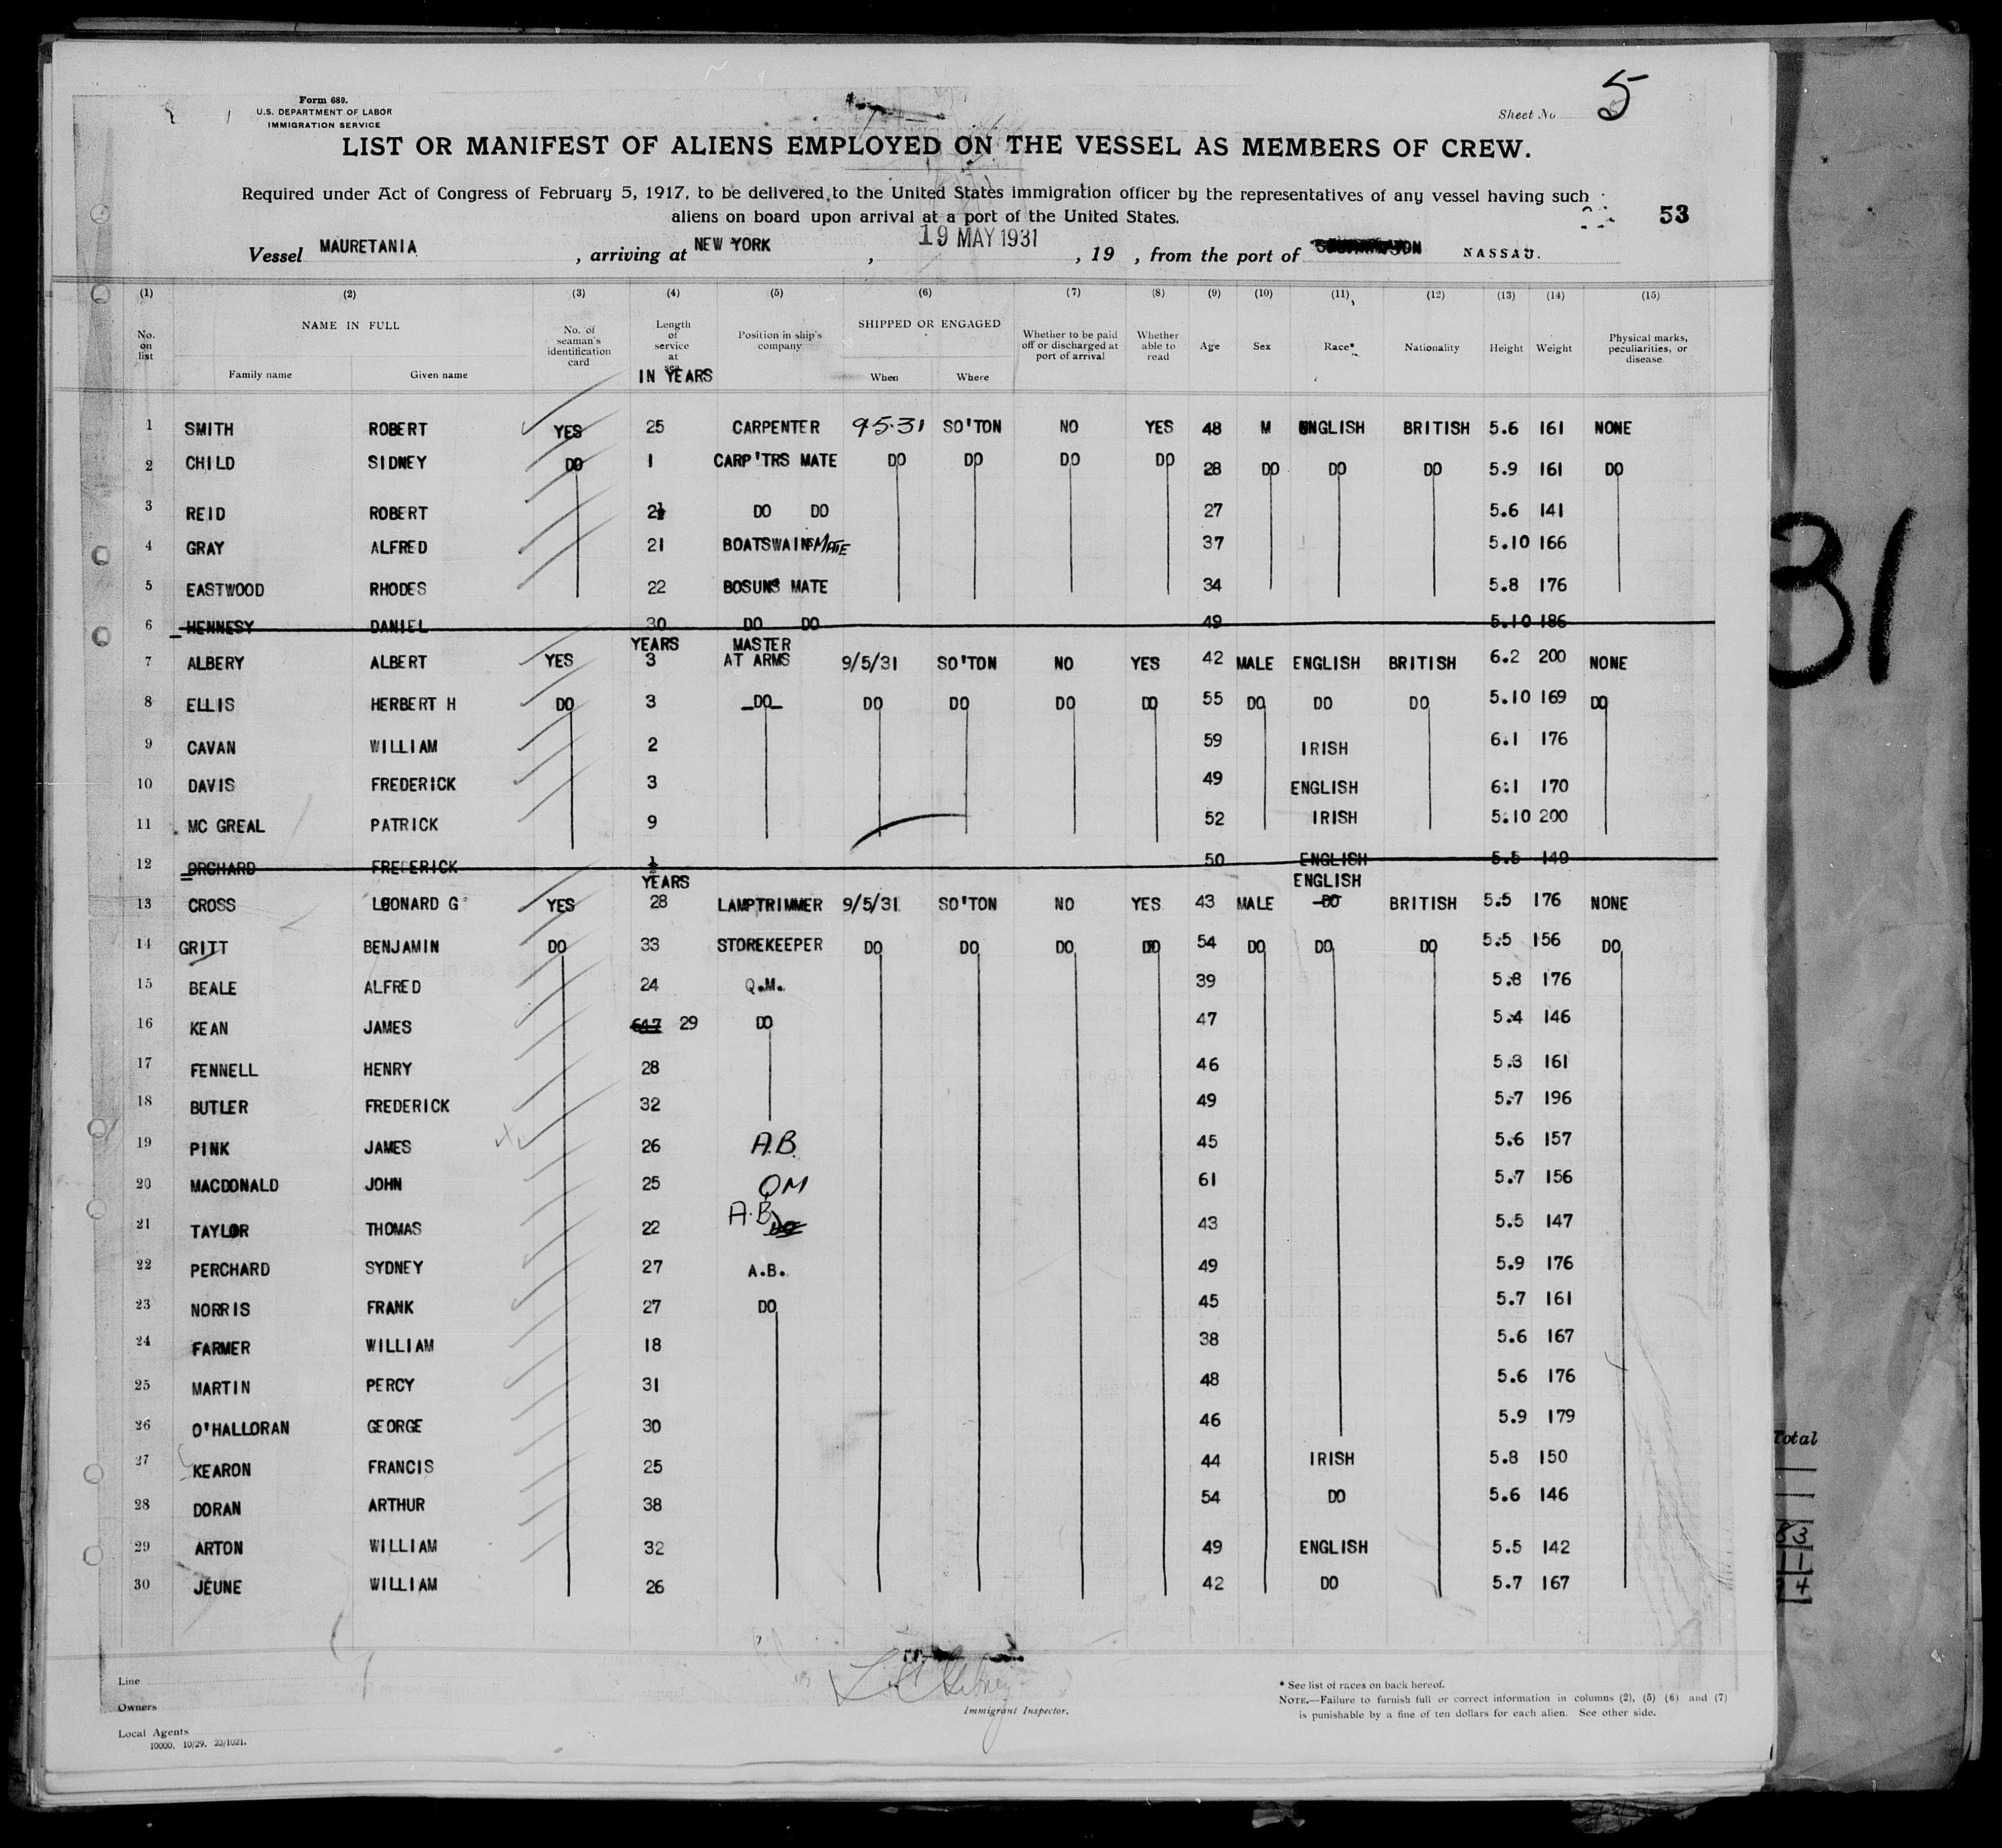 Form 680.
U.S. DEPARTMENT OF LABOR
IMMIGRATION SERVICE
Sheet No 5
LIST OR MANIFEST OF ALIENS EMPLOYED ON THE VESSEL AS MEMBERS OF CREW.
Required under Act of Congress of February 5, 1917, to be delivered to the United States immigration officer by the representatives of any vessel having such
aliens on board upon arrival at a port of the United States.
53
Vessel MAURETANIA, arriving at NEW YORK, 19 MAY 1931, 19 , from the port of NASSAU.
(1) (2) (3) (4) (5) (6) (7) (8) (9) (10) (11) (12) (13) (14) (15)
No. on list NAME IN FULL Family name Given name No. of seaman's identification card Length of service at sea IN YEARS Position in ship's company SHIPPED OR ENGAGED When Where Whether to be paid off or discharged at port of arrival Whether able to read Age Sex Race* Nationality Height Weight Physical marks, peculiarities, or disease
1 SMITH ROBERT YES 25 CARPENTER 9.5.31 SO'TON NO YES 48 M ENGLISH BRITISH 5.6 161 NONE
2 CHILD SIDNEY DO 1 CARP'TRS MATE DO DO DO DO 28 DO DO DO 5.9 161 DO
3 REID ROBERT 2½ DO DO 27 5.6 141
4 GRAY ALFRED 21 BOATSWAINS MATE 37 5.10 166
5 EASTWOOD RHODES 22 BOSUNS MATE 34 5.8 176
6 HENNESY DANIEL 30 DO DO 49 5.10 186
YEARS MASTER
7 ALBERY ALBERT YES 3 AT ARMS 9/5/31 SO'TON NO YES 42 MALE ENGLISH BRITISH 6.2 200 NONE
8 ELLIS HERBERT H DO 3 DO DO DO DO DO 55 DO DO DO 5.10 169 DO
9 CAVAN WILLIAM 2 59 IRISH 6.1 176
10 DAVIS FREDERICK 3 49 ENGLISH 6.1 170
11 MC GREAL PATRICK 9 52 IRISH 5.10 200
12 ORCHARD FREDERICK ½ 50 ENGLISH 5.5 140
YEARS ENGLISH
13 CROSS LEONARD G YES 28 LAMPTRIMMER 9/5/31 SO'TON NO YES 43 MALE DO BRITISH 5.5 176 NONE
14 GRITT BENJAMIN DO 33 STOREKEEPER DO DO DO DO 54 DO DO DO 5.5 156 DO
15 BEALE ALFRED 24 Q.M. 39 5.8 176
16 KEAN JAMES 29 DO 47 5.4 146
17 FENNELL HENRY 28 46 5.8 161
18 BUTLER FREDERICK 32 49 5.7 196
19 PINK JAMES 26 A.B. 45 5.6 157
20 MACDONALD JOHN 25 QM 61 5.7 156
21 TAYLOR THOMAS 22 A.B DO 43 5.5 147
22 PERCHARD SYDNEY 27 A.B. 49 5.9 176
23 NORRIS FRANK 27 DO 45 5.7 161
24 FARMER WILLIAM 18 38 5.6 167
25 MARTIN PERCY 31 48 5.6 176
26 O'HALLORAN GEORGE 30 46 5.9 179
27 KEARON FRANCIS 25 44 IRISH 5.8 150
28 DORAN ARTHUR 38 54 DO 5.6 146
29 ARTON WILLIAM 32 49 ENGLISH 5.5 142
30 JEUNE WILLIAM 26 42 DO 5.7 167
Line
Owners
Local Agents
10000, 10/29. 23/1021.
Immigrant Inspector.
* See list of races on back hereof.
NOTE.—Failure to furnish full or correct information in columns (2), (5) (6) and (7)
is punishable by a fine of ten dollars for each alien. See other side.
31
Total
83
11